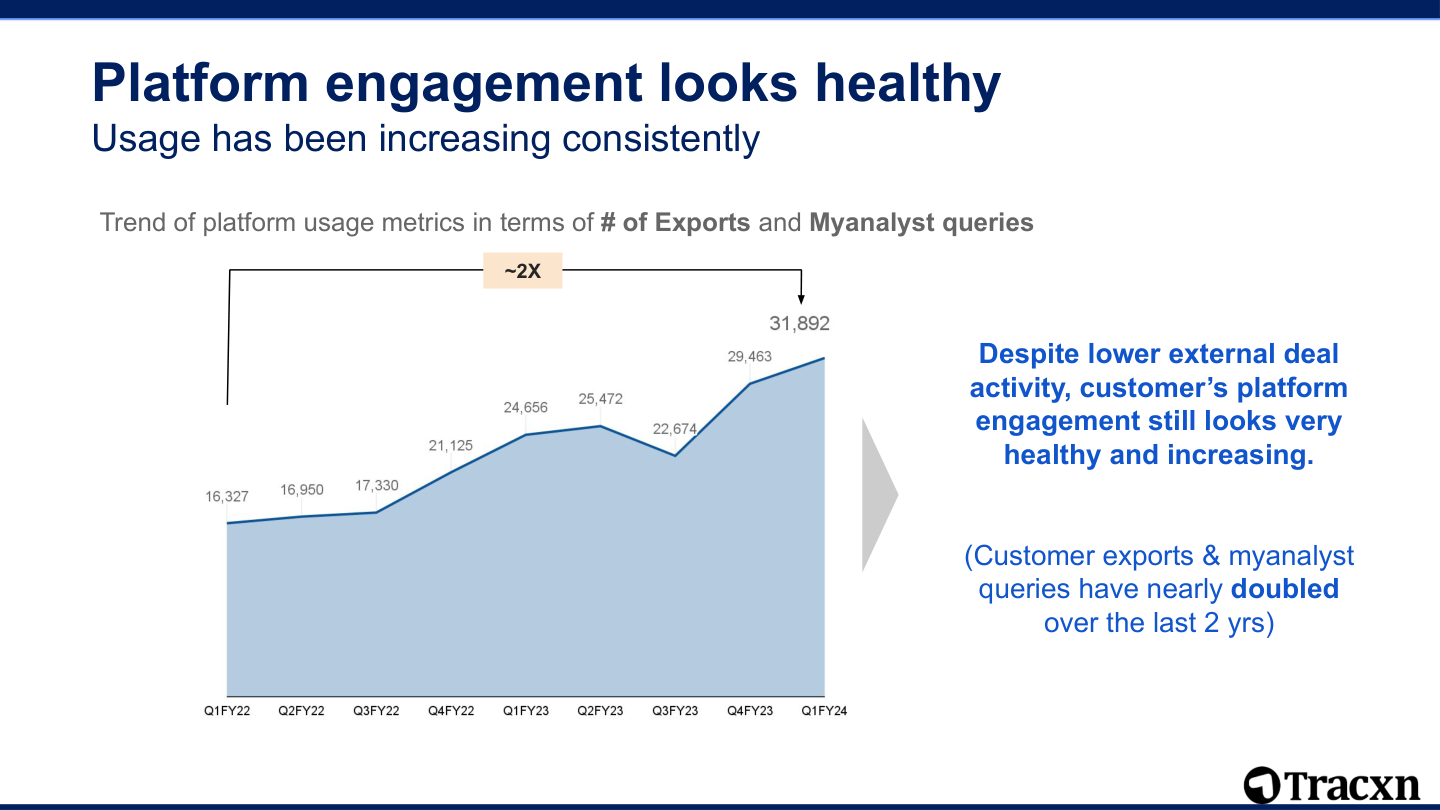 Platform engagement looks healthy
Usage has been increasing consistently
Trend of platform usage metrics in terms of # of Exports and Myanalyst queries
~2X
31,892
29,463
25,472
24,656
22,674
21,125
17,330
16,950
16,327
Q1FY22 Q2FY22 Q3FY22 Q4FY22 Q1FY23 Q2FY23 Q3FY23 Q4FY23 Q1FY24
Despite lower external deal
activity, customer’s platform
engagement still looks very
healthy and increasing.
(Customer exports & myanalyst
queries have nearly doubled
over the last 2 yrs)
Tracxn